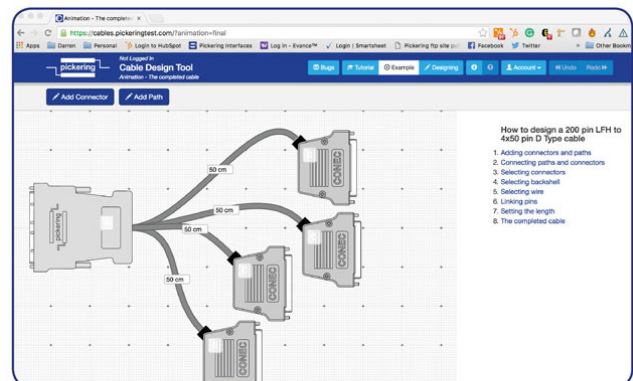 Animation - The completed
https://cables.pickeringtest.com/?animation=final
Apps Darren Personal Login to HubSpot Pickering Interfaces Log in - Evance™ Login | Smartsheet Pickering ftp site Facebook Twitter Other Bookm
pickering
Not Logged In
Cable Design Tool
Animation - The completed cable
Bugs Tutorial Example Designing Account Undo Redo
Add Connector Add Path
How to design a 200 pin LFH to
4x50 pin D Type cable
1. Adding connectors and paths
2. Connecting paths and connectors
3. Selecting connectors
4. Selecting backshell
5. Selecting wire
6. Linking pins
7. Setting the length
8. The completed cable
50 cm
CONEC
50 cm
50 cm
pickering
CONEC
CONEC
50 cm
CONEC